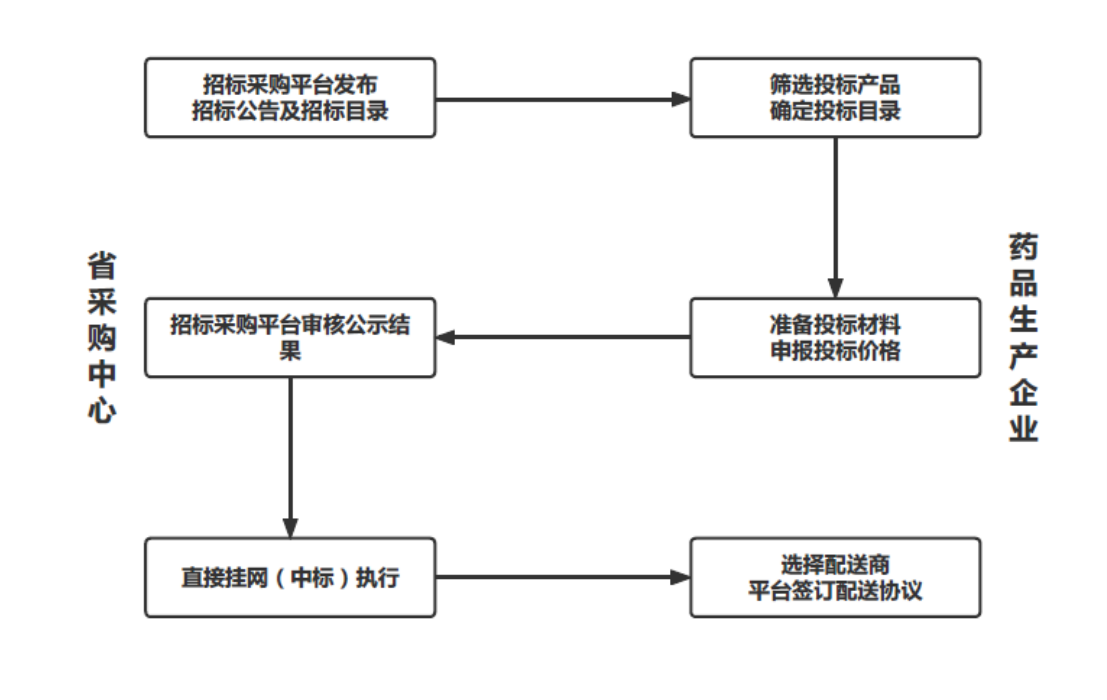 招标采购平台发布
招标公告及招标目录
筛选投标产品
确定投标目录
省采购中心
招标采购平台审核公示结
果
准备投标材料
申报投标价格
药品生产企业
直接挂网（中标）执行
选择配送商
平台签订配送协议